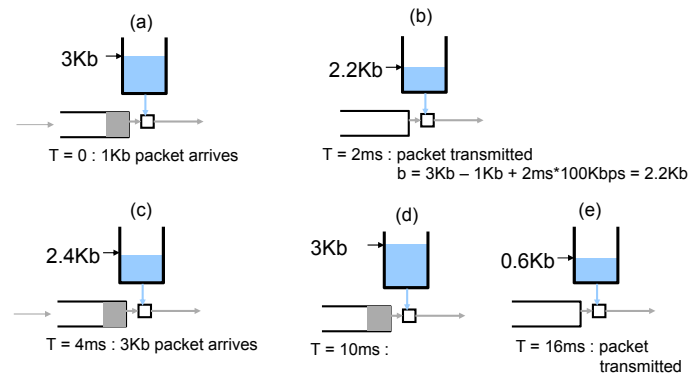 (a)
3Kb
T = 0 : 1Kb packet arrives
(b)
2.2Kb
T = 2ms : packet transmitted
b = 3Kb – 1Kb + 2ms*100Kbps = 2.2Kb
(c)
2.4Kb
T = 4ms : 3Kb packet arrives
(d)
3Kb
T = 10ms :
(e)
0.6Kb
T = 16ms : packet
transmitted